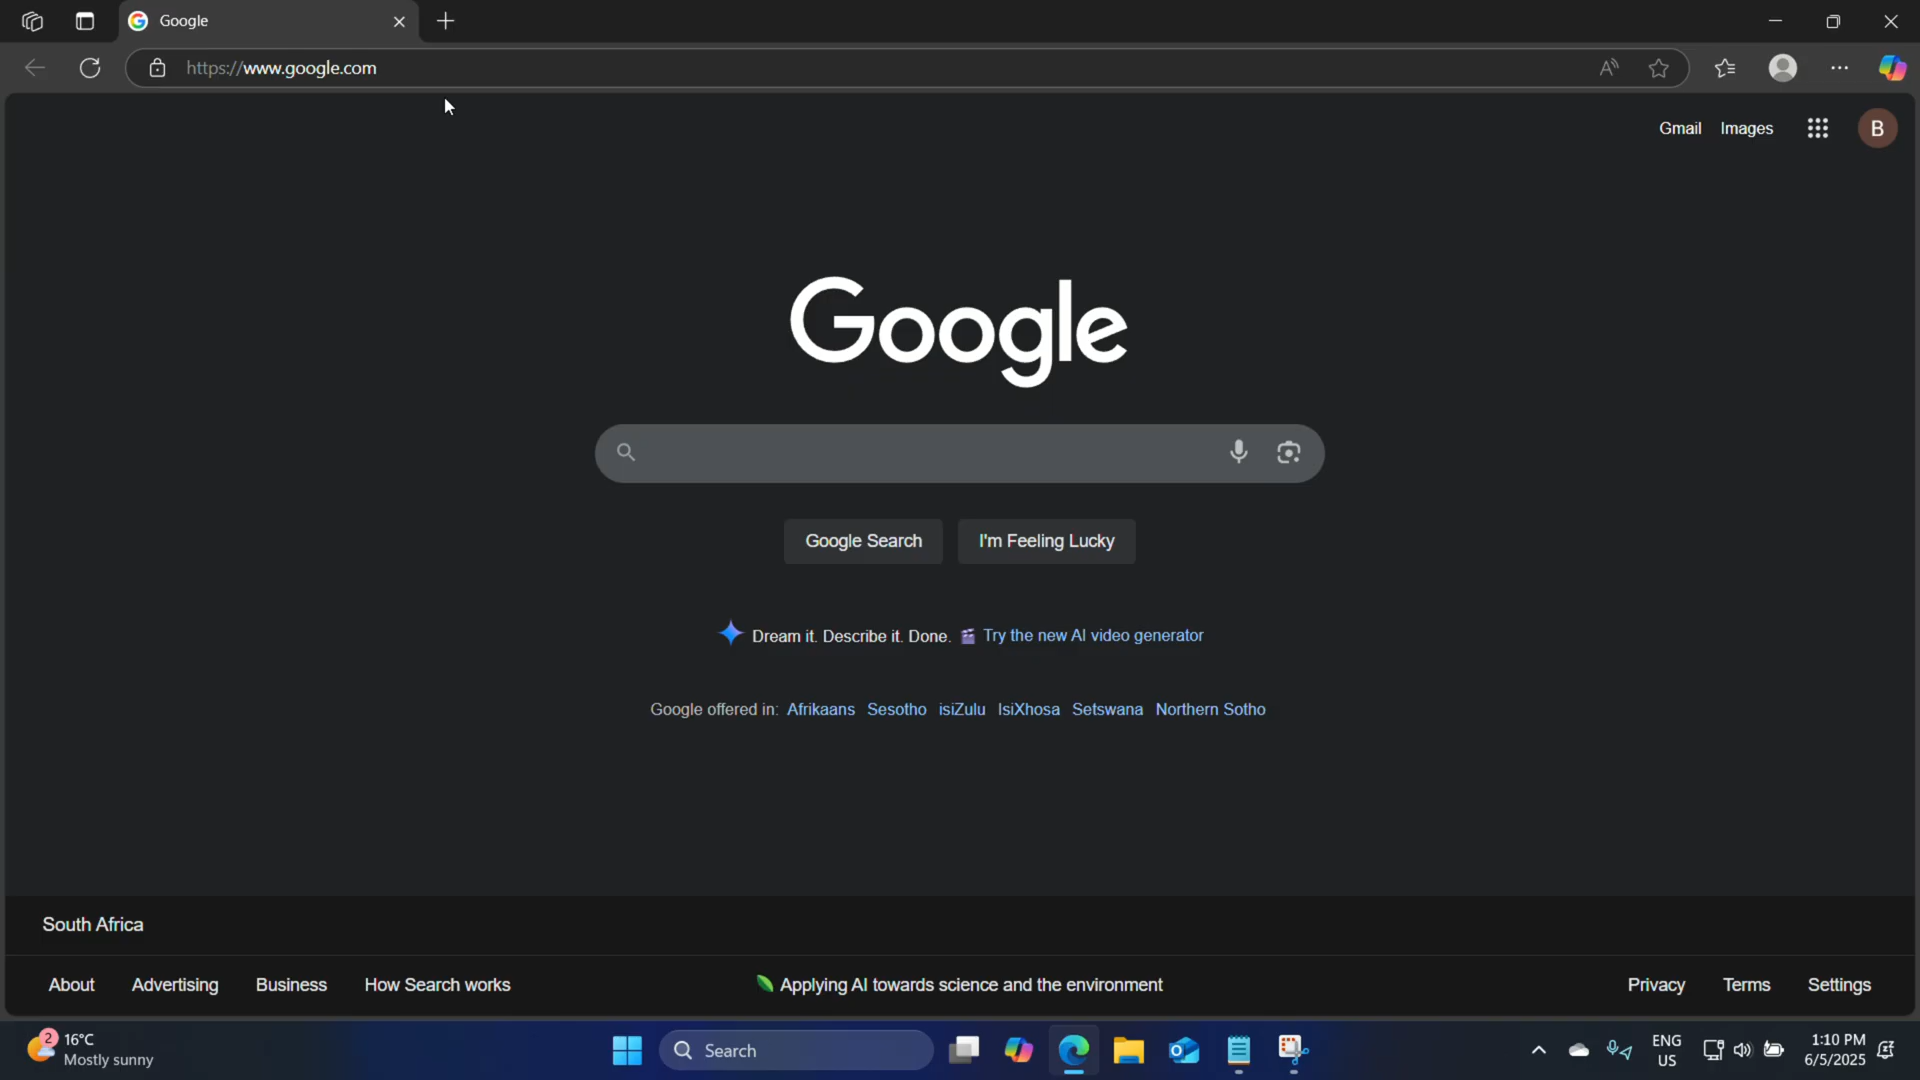 Google
https://www.google.com
Gmail Images B
Google
Google Search I'm Feeling Lucky
Dream it. Describe it. Done. Try the new AI video generator
Google offered in: Afrikaans Sesotho isiZulu IsiXhosa Setswana Northern Sotho
South Africa
About Advertising Business How Search works Applying AI towards science and the environment Privacy Terms Settings
2 16°C
Mostly sunny
Search
ENG
US
1:10 PM
6/5/2025